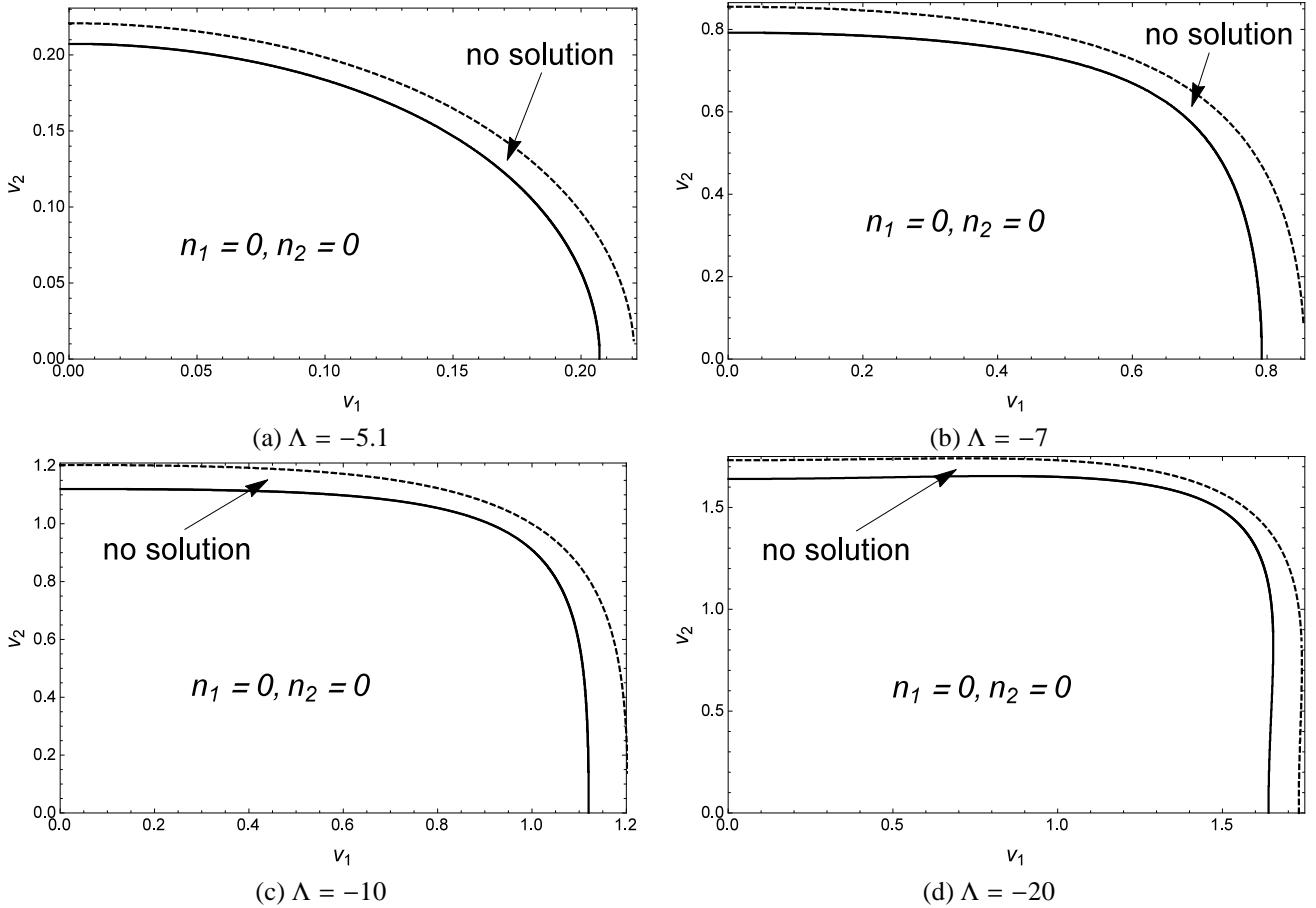 no solution
n1 = 0, n2 = 0
v2
0.20
0.15
0.10
0.05
0.00
0.00
0.05
0.10
0.15
0.20
v1
(a) Λ = −5.1
no solution
n1 = 0, n2 = 0
v2
0.8
0.6
0.4
0.2
0.0
0.0
0.2
0.4
0.6
0.8
v1
(b) Λ = −7
no solution
n1 = 0, n2 = 0
v2
1.2
1.0
0.8
0.6
0.4
0.2
0.0
0.0
0.2
0.4
0.6
0.8
1.0
1.2
v1
(c) Λ = −10
no solution
n1 = 0, n2 = 0
v2
1.5
1.0
0.5
0.0
0.0
0.5
1.0
1.5
v1
(d) Λ = −20